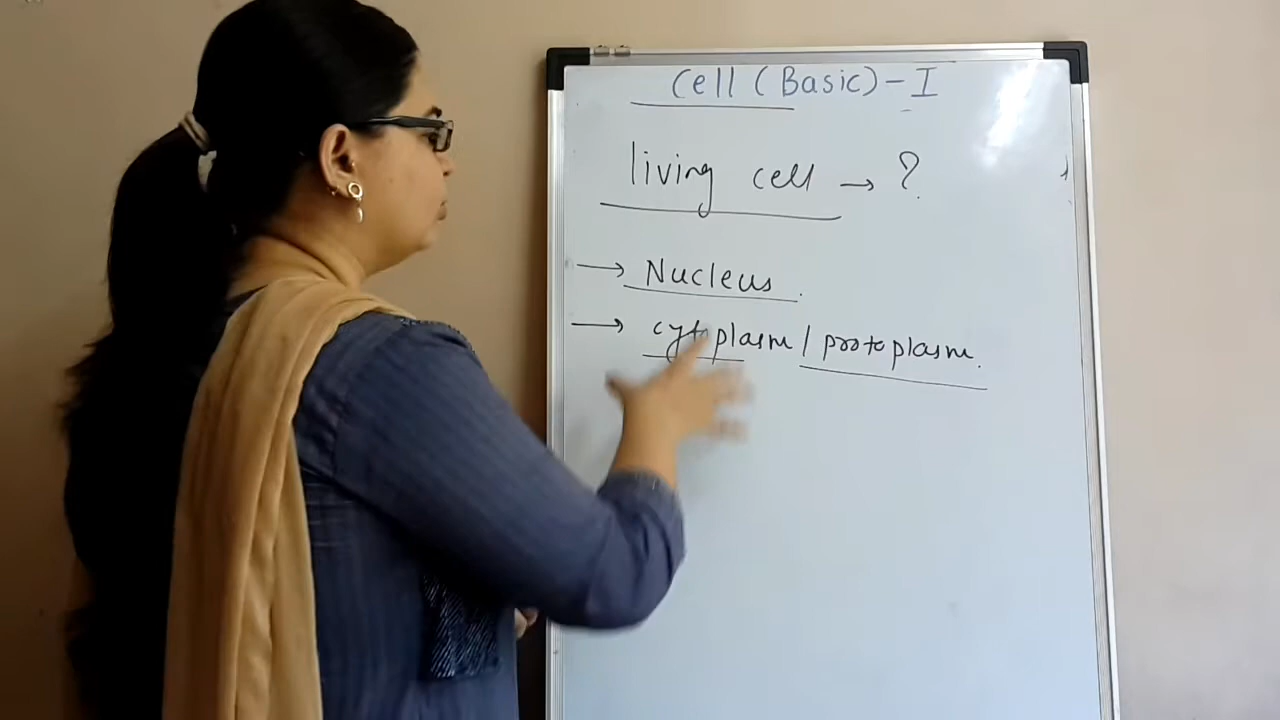 Cell (Basic) - I
living cell → ?
→ Nucleus.
→ cytoplasm / protoplasm.